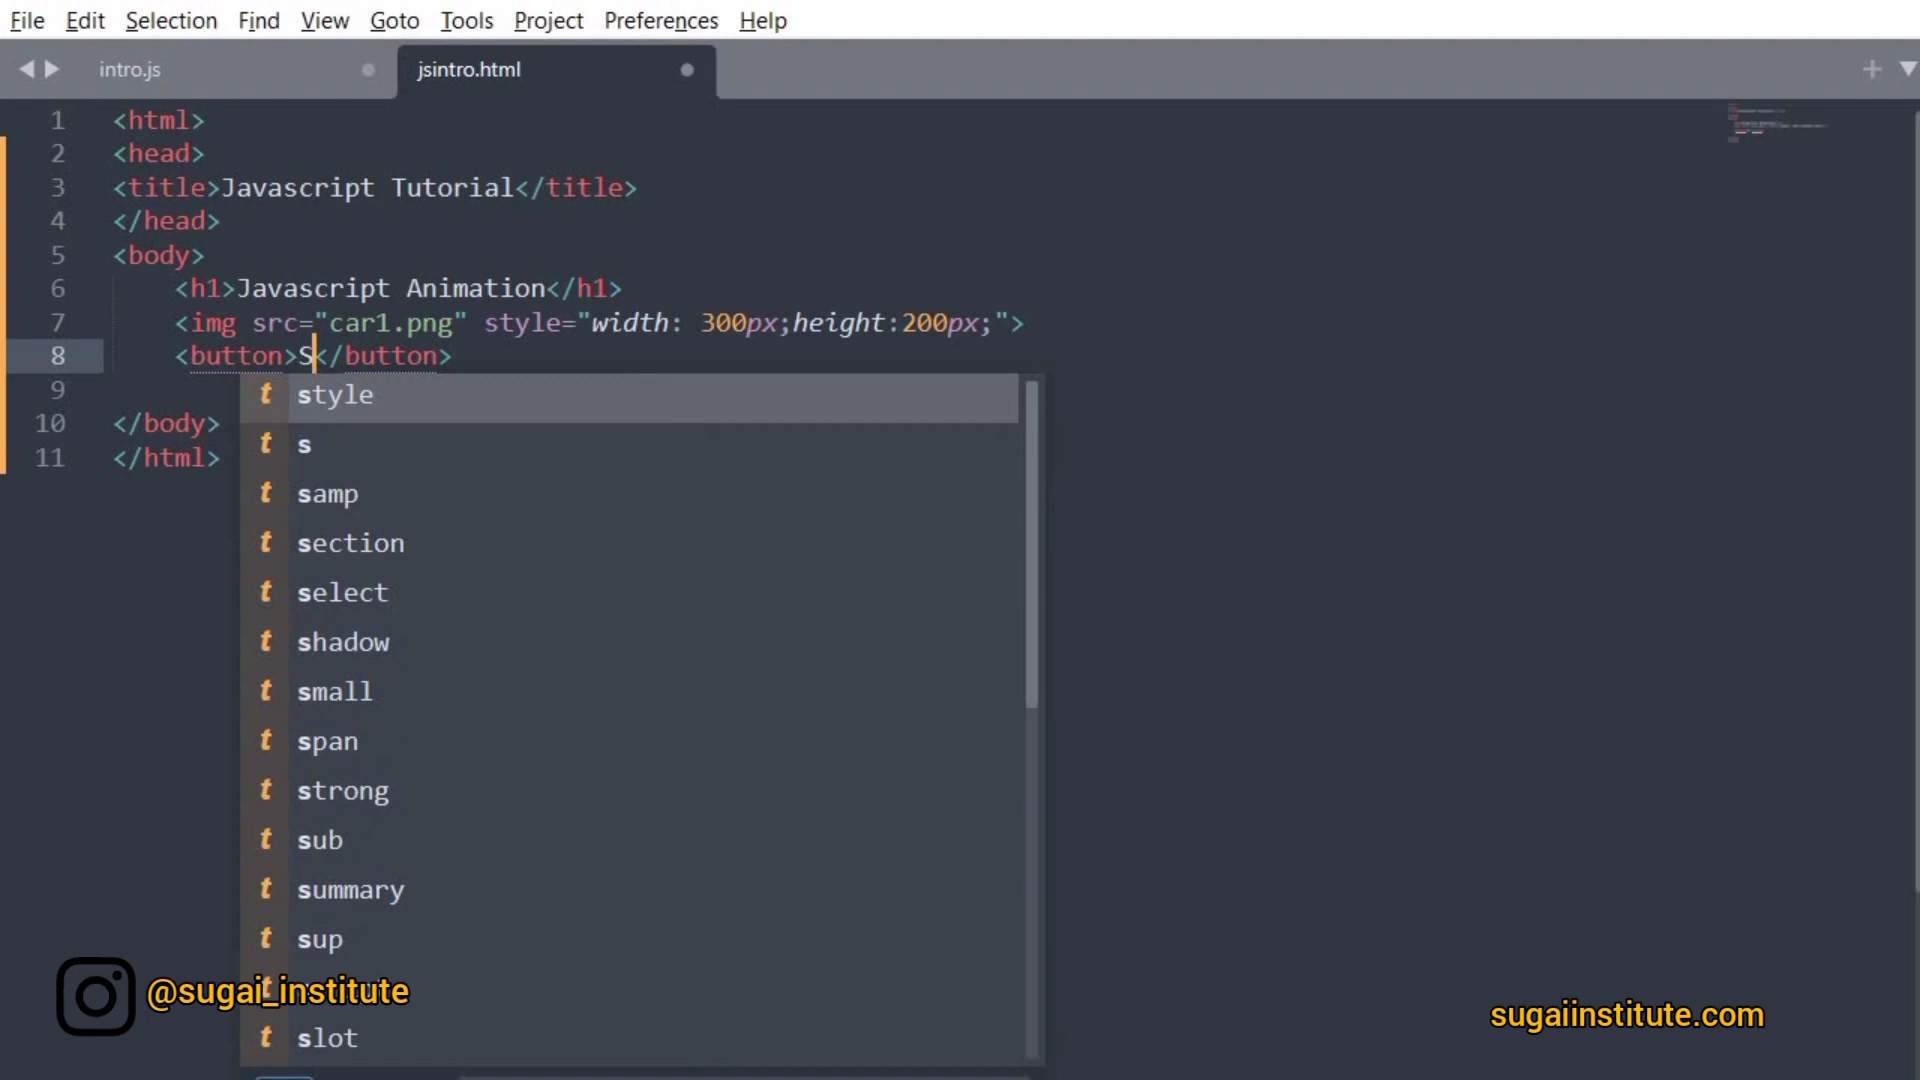 File Edit Selection Find View Goto Tools Project Preferences Help
intro.js jsintro.html
1 <html>
2 <head>
3 <title>Javascript Tutorial</title>
4 </head>
5 <body>
6 <h1>Javascript Animation</h1>
7 <img src="car1.png" style="width: 300px;height:200px;">
8 <button>S</button>
9
10 </body>
11 </html>
t style
t s
t samp
t section
t select
t shadow
t small
t span
t strong
t sub
t summary
t sup
t slot
@sugai_institute
sugaiinstitute.com